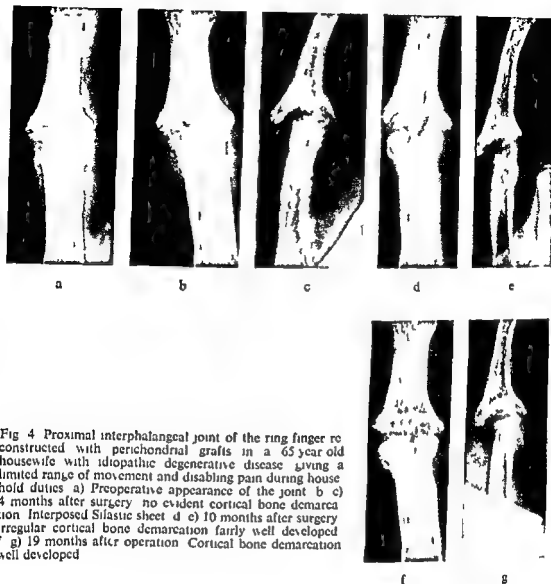 a b c d e
Fig 4 Proximal interphalangeal joint of the ring finger re
constructed with perichondrial grafts in a 65 year old
housewife with idiopathic degenerative disease giving a
limited range of movement and disabling pain during house
hold duties a) Preoperative appearance of the joint b c)
4 months after surgery no evident cortical bone demarca
tion Interposed Silastic sheet d e) 10 months after surgery
irregular cortical bone demarcation fairly well developed
f g) 19 months after operation Cortical bone demarcation
well developed
f g